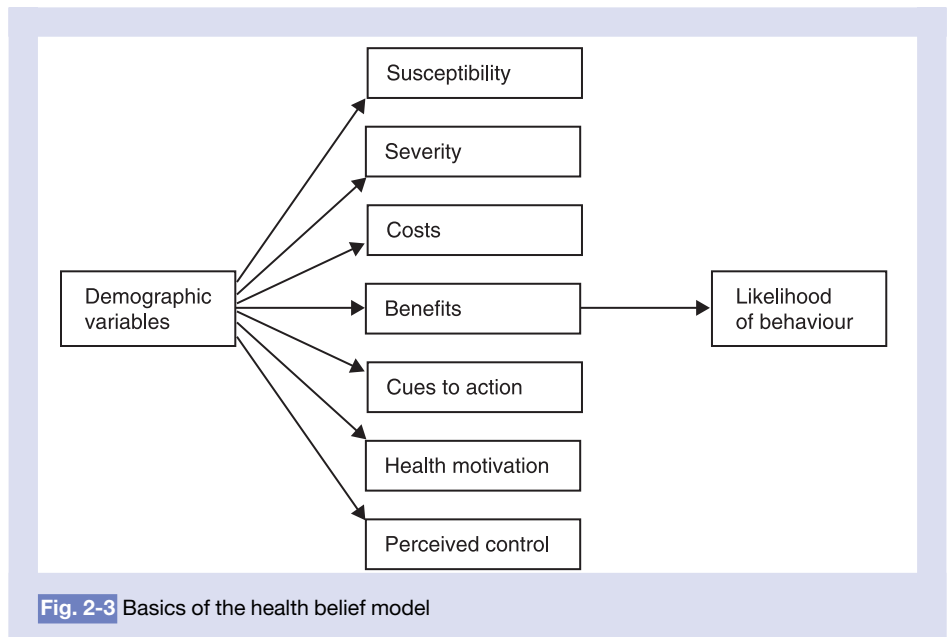 Susceptibility
Severity
Costs
Demographic
variables
Benefits
Likelihood
of behaviour
Cues to action
Health motivation
Perceived control
Fig. 2-3 Basics of the health belief model